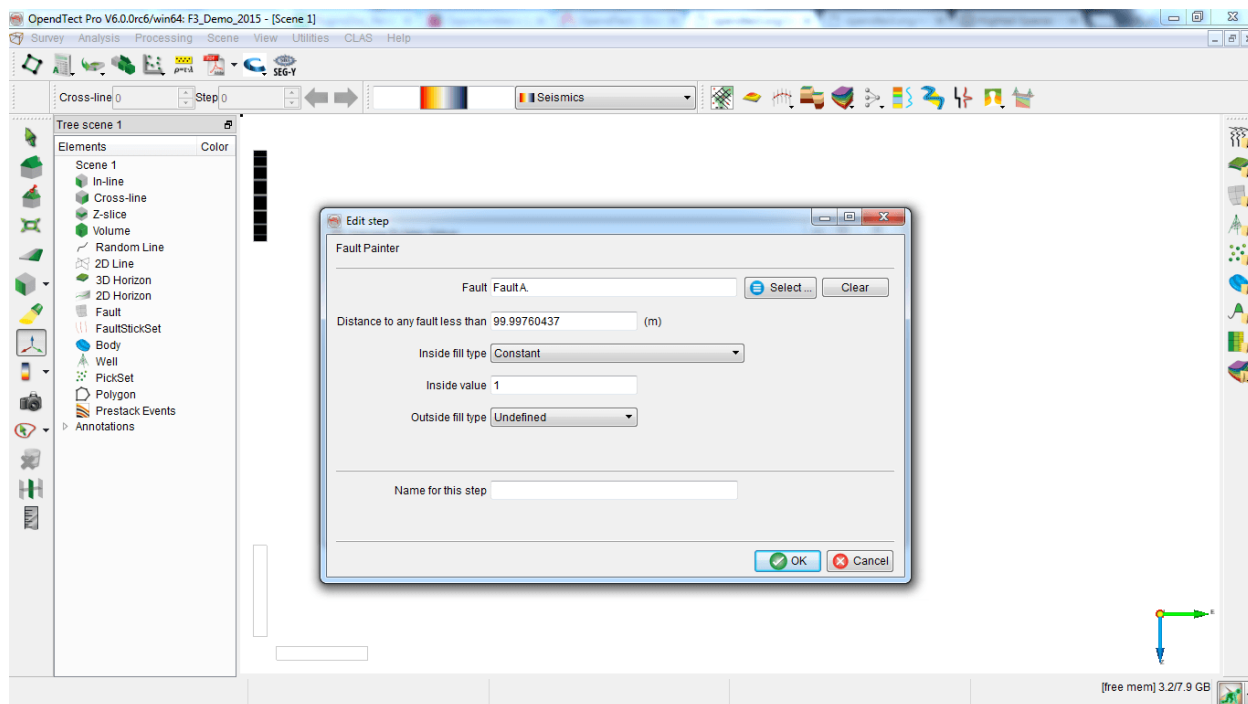 OpendTect Pro V6.0.0rc6/win64: F3_Demo_2015 - [Scene 1]
Survey Analysis Processing Scene View Utilities CLAS Help
SEG-Y
Cross-line 0 Step 0 Seismics
Tree scene 1
Elements Color
Scene 1
In-line
Cross-line
Z-slice
Volume
Random Line
2D Line
3D Horizon
2D Horizon
Fault
FaultStickSet
Body
Well
PickSet
Polygon
Prestack Events
Annotations
Edit step
Fault Painter
Fault Fault A. Select ... Clear
Distance to any fault less than 99.99760437 (m)
Inside fill type Constant
Inside value 1
Outside fill type Undefined
Name for this step
OK Cancel
[free mem] 3.2/7.9 GB